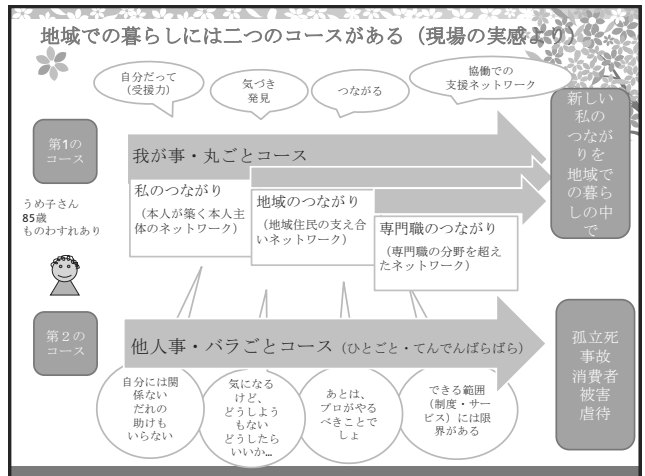 地域での暮らしには二つのコースがある（現場の実感より）
自分だって
（受援力）
気づき
発見
つながる
協働での
支援ネットワーク
第1の
コース
我が事・丸ごとコース
新しい
私の
つなが
りを
地域で
の暮ら
しの中
で
私のつながり
（本人が築く本人主
体のネットワーク）
地域のつながり
（地域住民の支え合
いネットワーク）
専門職のつながり
（専門職の分野を超え
たネットワーク）
うめ子さん
85歳
ものわすれあり
第２の
コース
他人事・バラごとコース（ひとごと・てんでんばらばら）
孤立死
事故
消費者
被害
虐待
自分には関
係ない
だれの
助けも
いらない
気になる
けど、
どうしよう
もない
どうしたら
いいか…
あとは、
プロがやる
べきことで
しょ
できる範囲
（制度・サー
ビス）には限
界がある